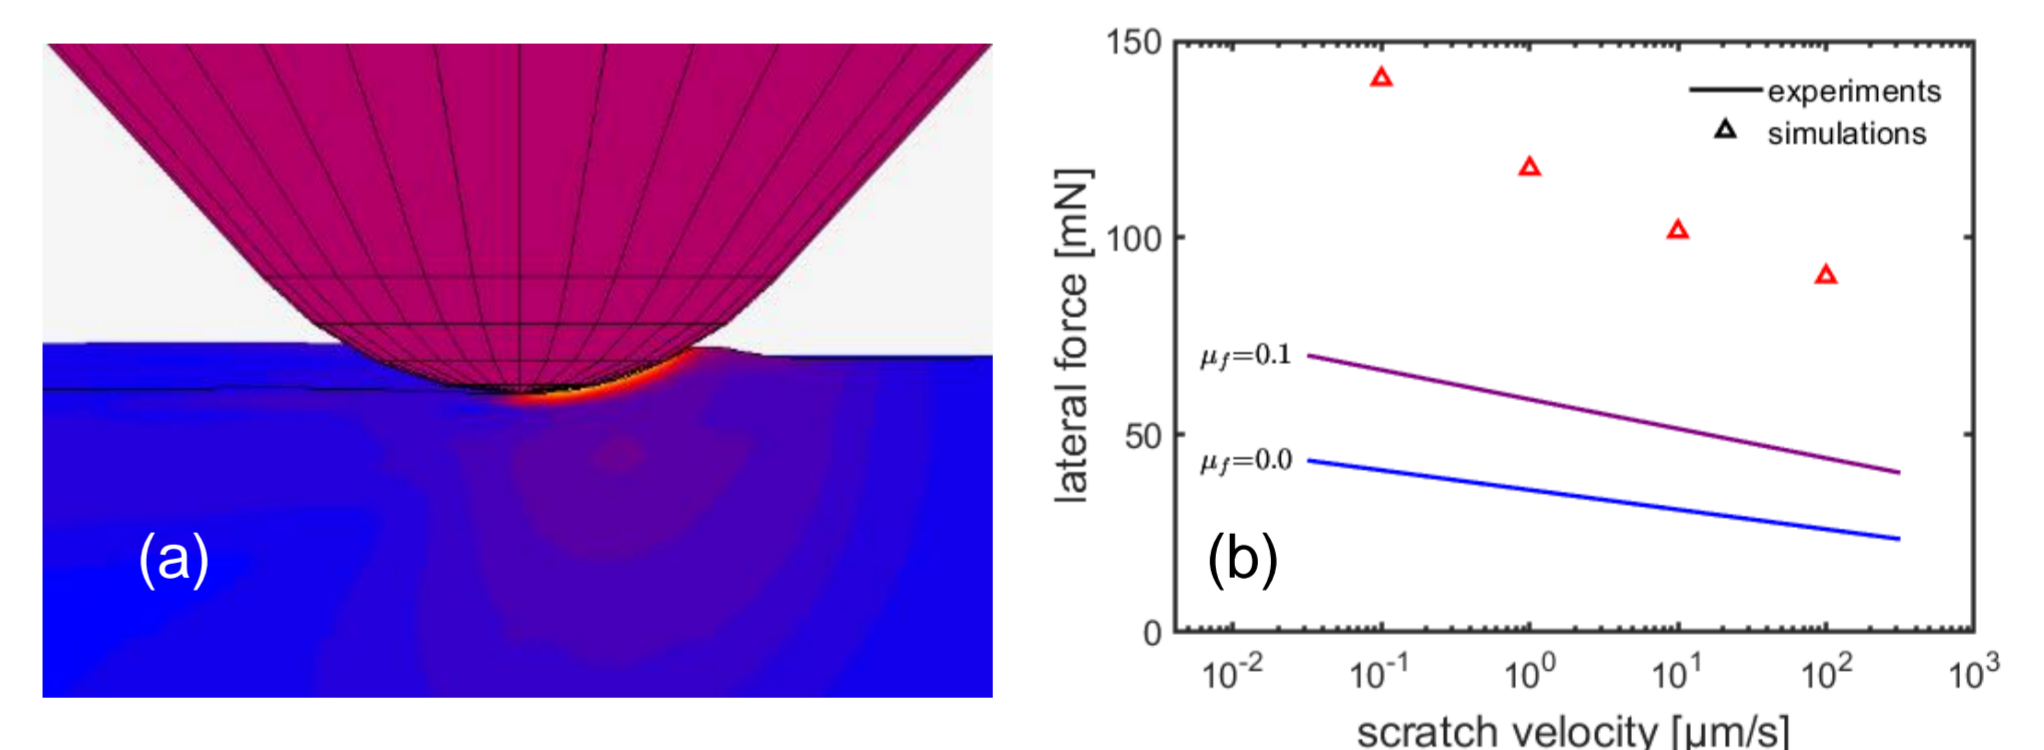 (a)
150
100
50
0
lateral force [mN]
experiments
simulations
μf=0.1
μf=0.0
(b)
10-2 10-1 100 101 102 103
scratch velocity [μm/s]